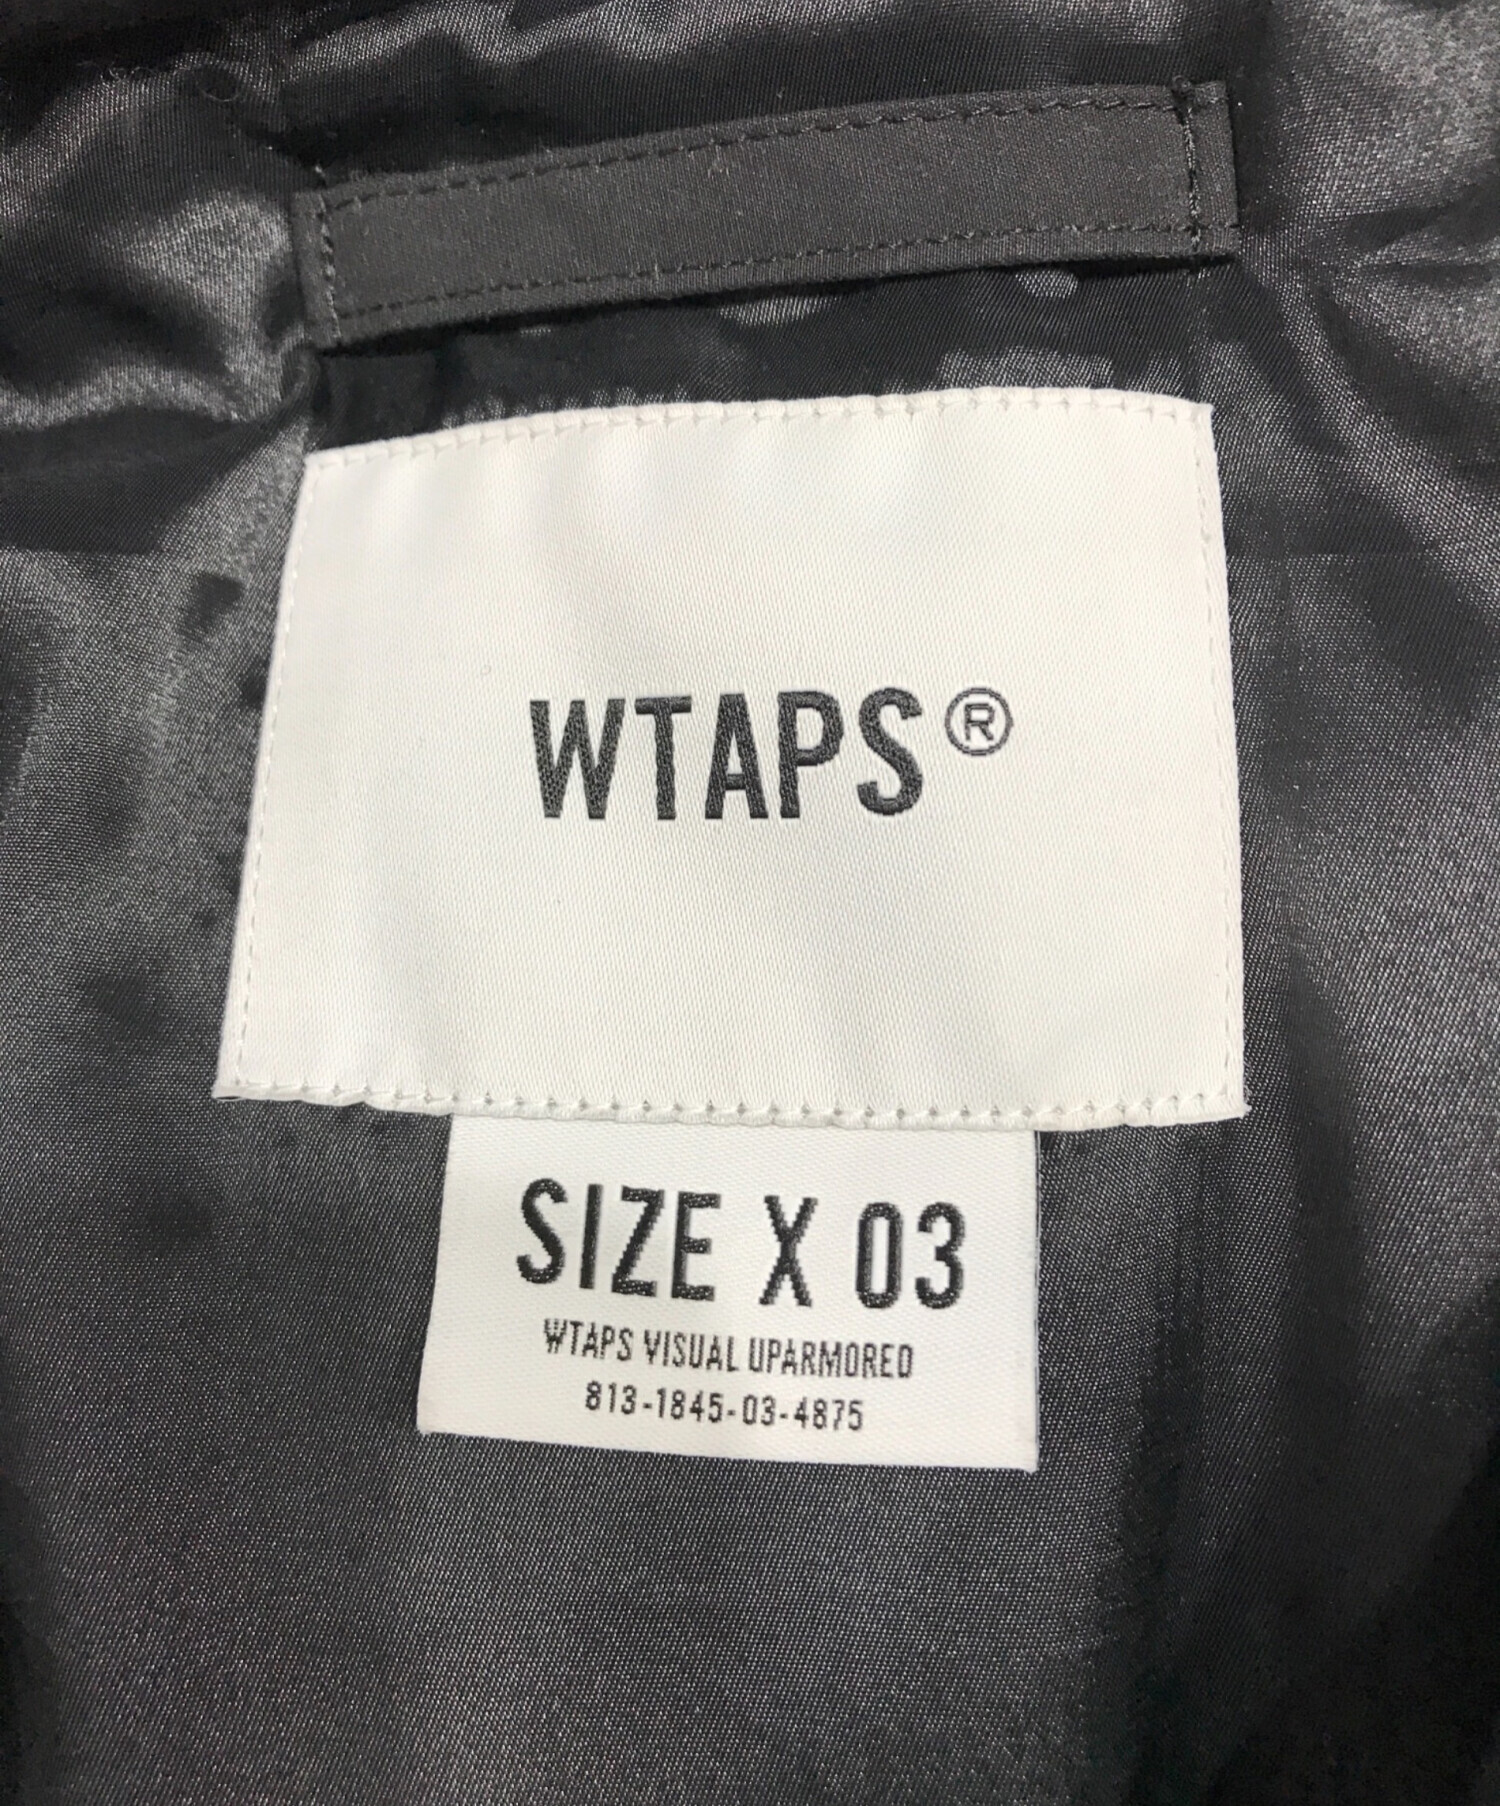 WTAPS®
SIZE X 03
WTAPS VISUAL UPARMORED
813-1845-03-4875